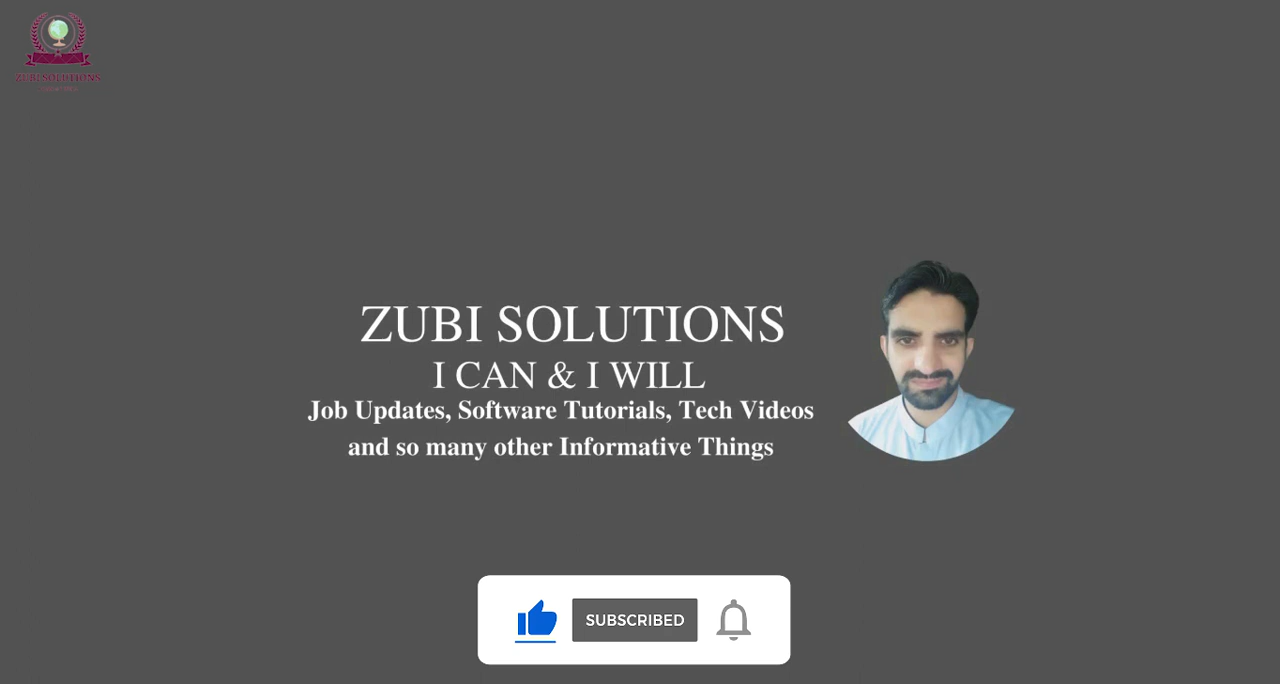 ZUBI SOLUTIONS
ZUBI SOLUTIONS
I CAN & I WILL
Job Updates, Software Tutorials, Tech Videos
and so many other Informative Things
SUBSCRIBED